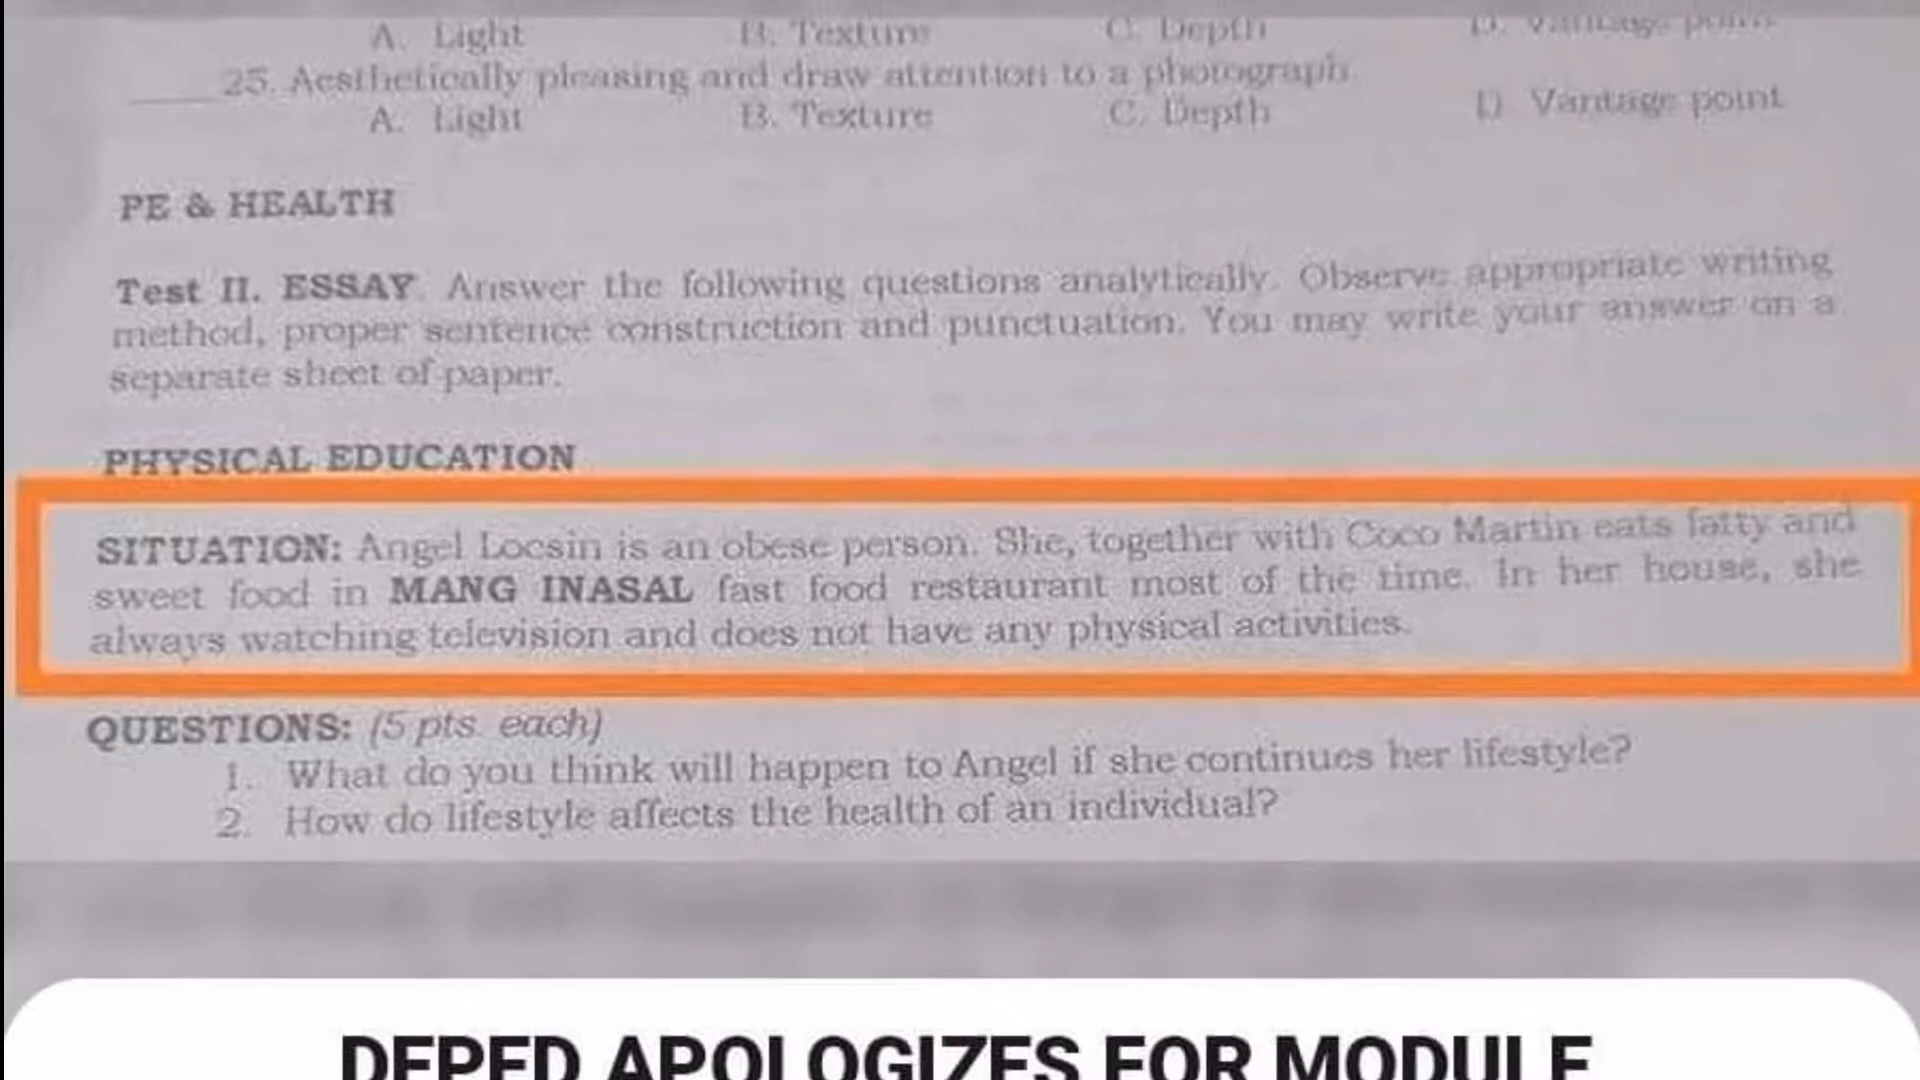 A. Light B. Texture C. Depth D. Vantage point
25. Aesthetically pleasing and draw attention to a photograph
A. Light B. Texture C. Depth D Vantage point
PE & HEALTH
Test II. ESSAY. Answer the following questions analytically. Observe appropriate writing
method, proper sentence construction and punctuation. You may write your answer on a
separate sheet of paper.
PHYSICAL EDUCATION
SITUATION: Angel Locsin is an obese person. She, together with Coco Martin eats fatty and
sweet food in MANG INASAL fast food restaurant most of the time. In her house, she
always watching television and does not have any physical activities.
QUESTIONS: (5 pts. each)
1. What do you think will happen to Angel if she continues her lifestyle?
2. How do lifestyle affects the health of an individual?
DEPED APOLOGIZES FOR MODULE